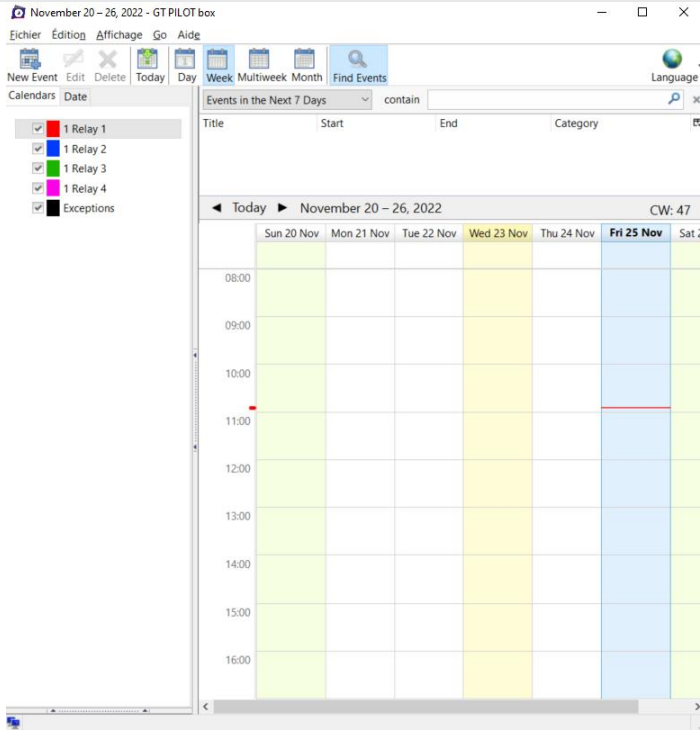 November 20 – 26, 2022 - GT PILOT box
Fichier Édition Affichage Go Aide
New Event Edit Delete Today Day Week Multiweek Month Find Events Language
Calendars Date
Events in the Next 7 Days contain
Title Start End Category
1 Relay 1
1 Relay 2
1 Relay 3
1 Relay 4
Exceptions
Today November 20 – 26, 2022 CW: 47
Sun 20 Nov Mon 21 Nov Tue 22 Nov Wed 23 Nov Thu 24 Nov Fri 25 Nov Sat
08:00
09:00
10:00
11:00
12:00
13:00
14:00
15:00
16:00